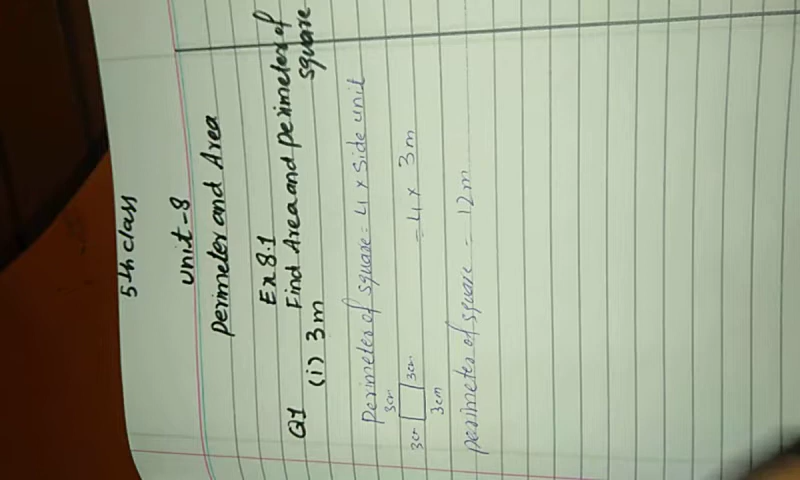 5th class
Unit-8
Perimeter and Area
Ex 8.1
Q1 Find Area and perimeter of
square
(i) 3m
Perimeter of square = 4 x Side unit
3cm
3cm 3cm
3cm
= 4 x 3m
perimeter of square = 12m